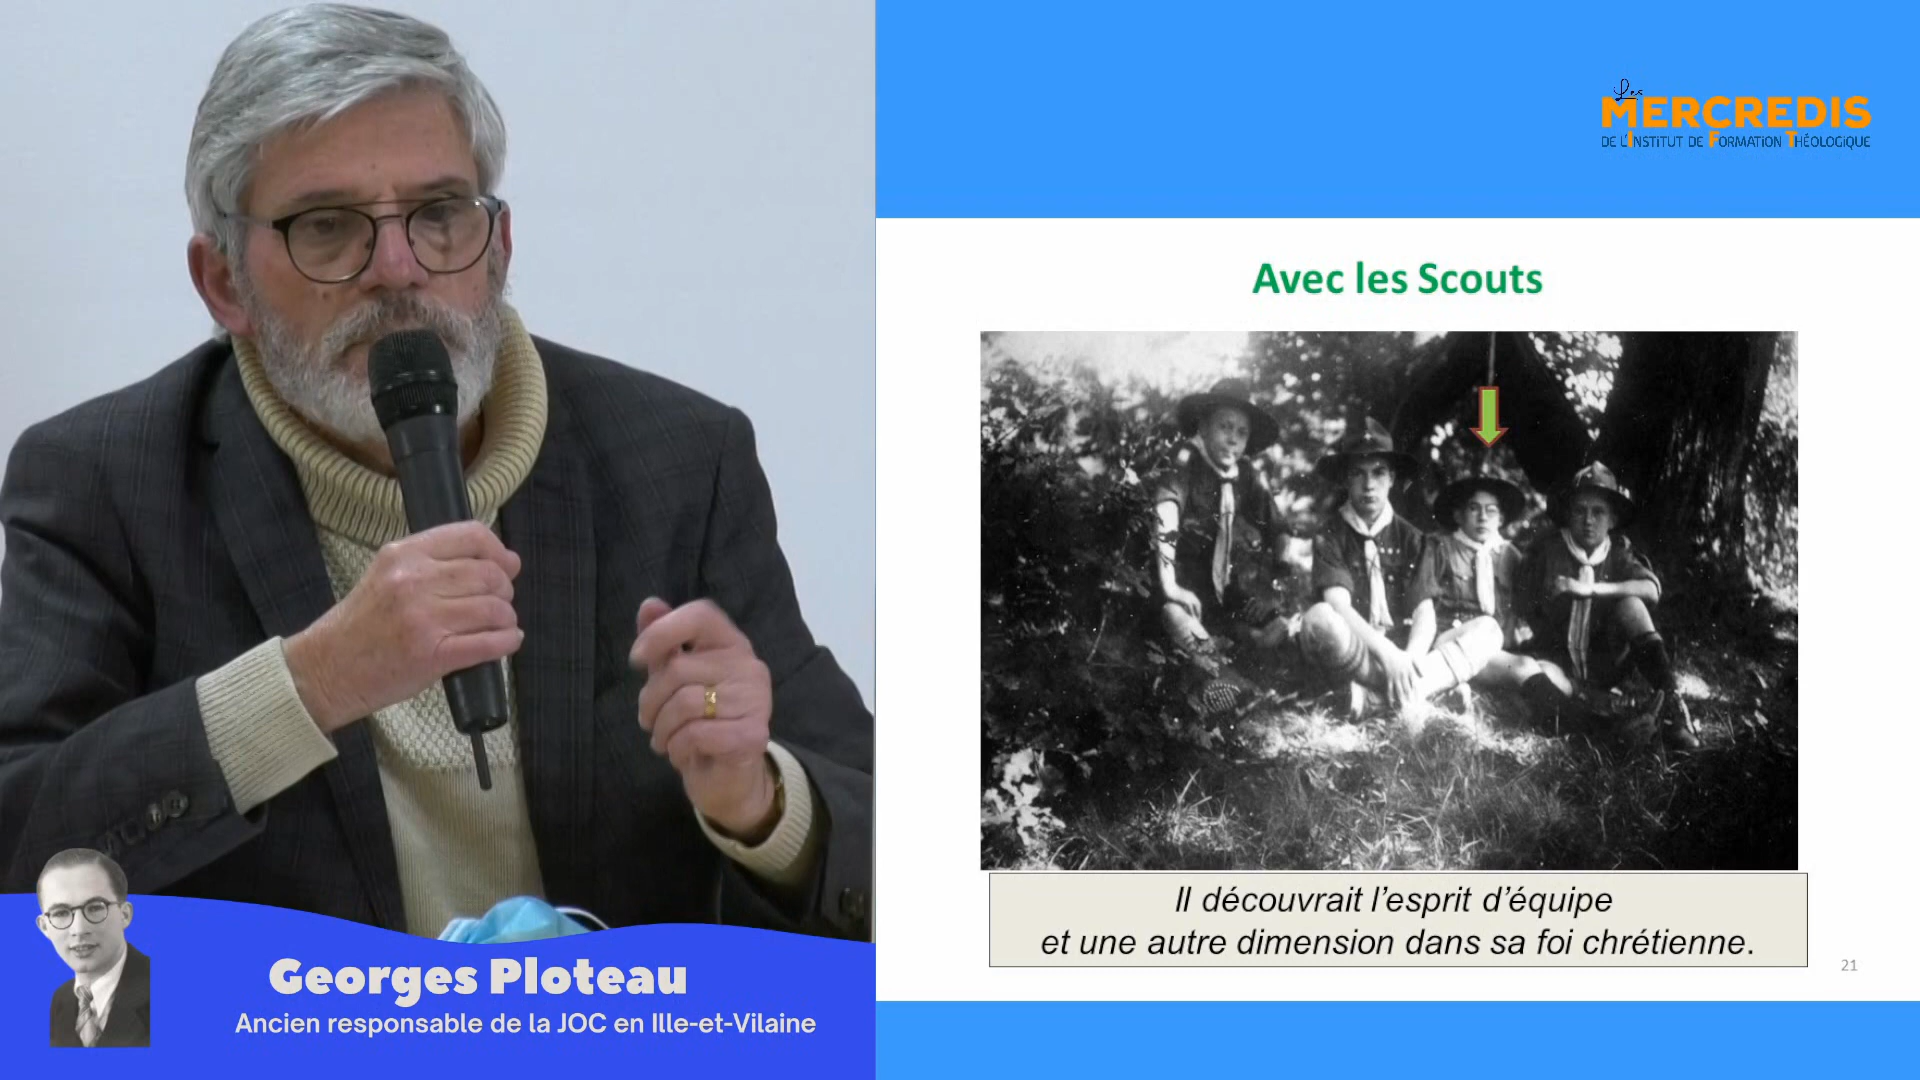 Les
MERCREDIS
DE L'INSTITUT DE FORMATION THÉOLOGIQUE
Avec les Scouts
Il découvrait l'esprit d'équipe
et une autre dimension dans sa foi chrétienne.
21
Georges Ploteau
Ancien responsable de la JOC en Ille-et-Vilaine